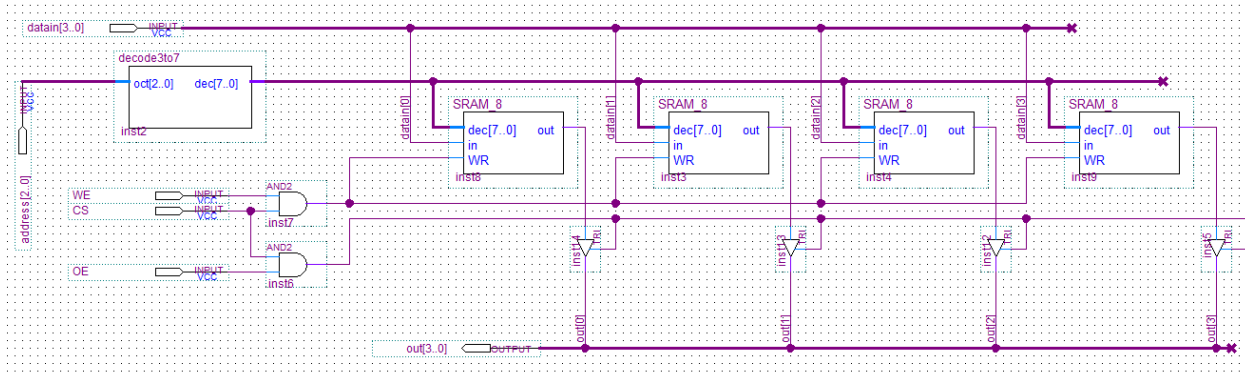 datain[3..0] INPUT VCC
decode3to7
oct[2..0] dec[7..0]
inst2
address[2..0] INPUT VCC
datain[0]
datain[1]
datain[2]
datain[3]
SRAM_8
dec[7..0] out
in
WR
inst8
SRAM_8
dec[7..0] out
in
WR
inst3
SRAM_8
dec[7..0] out
in
WR
inst4
SRAM_8
dec[7..0] out
in
WR
inst9
WE INPUT VCC
CS INPUT VCC
AND2
inst7
AND2
inst6
OE INPUT VCC
TRI
inst14
TRI
inst13
TRI
inst12
TRI
inst5
out[0]
out[1]
out[2]
out[3]
out[3..0] OUTPUT